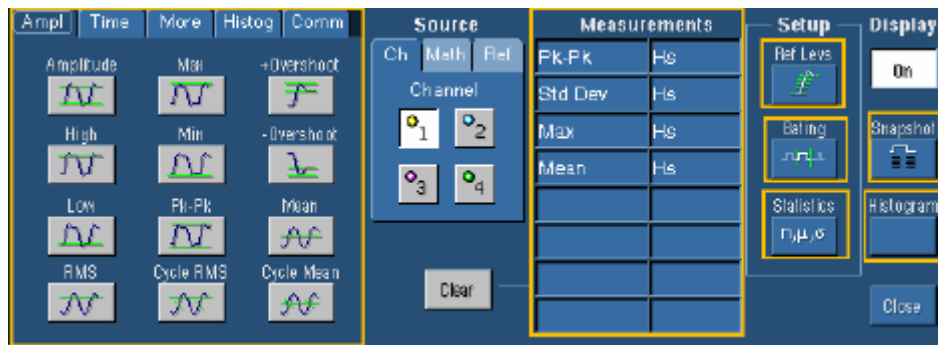 Ampl Time More Histog Comm
Amplitude Max +Overshoot
High Min -Overshoot
Low Pk-Pk Mean
RMS Cycle RMS Cycle Mean
Source
Ch Math Ref
Channel
1 2
3 4
Clear
Measurements
Pk-Pk Hs
Std Dev Hs
Max Hs
Mean Hs
Setup
Ref Levs
Gating
Statistics
n,µ,σ
Display
On
Snapshot
Histogram
Close